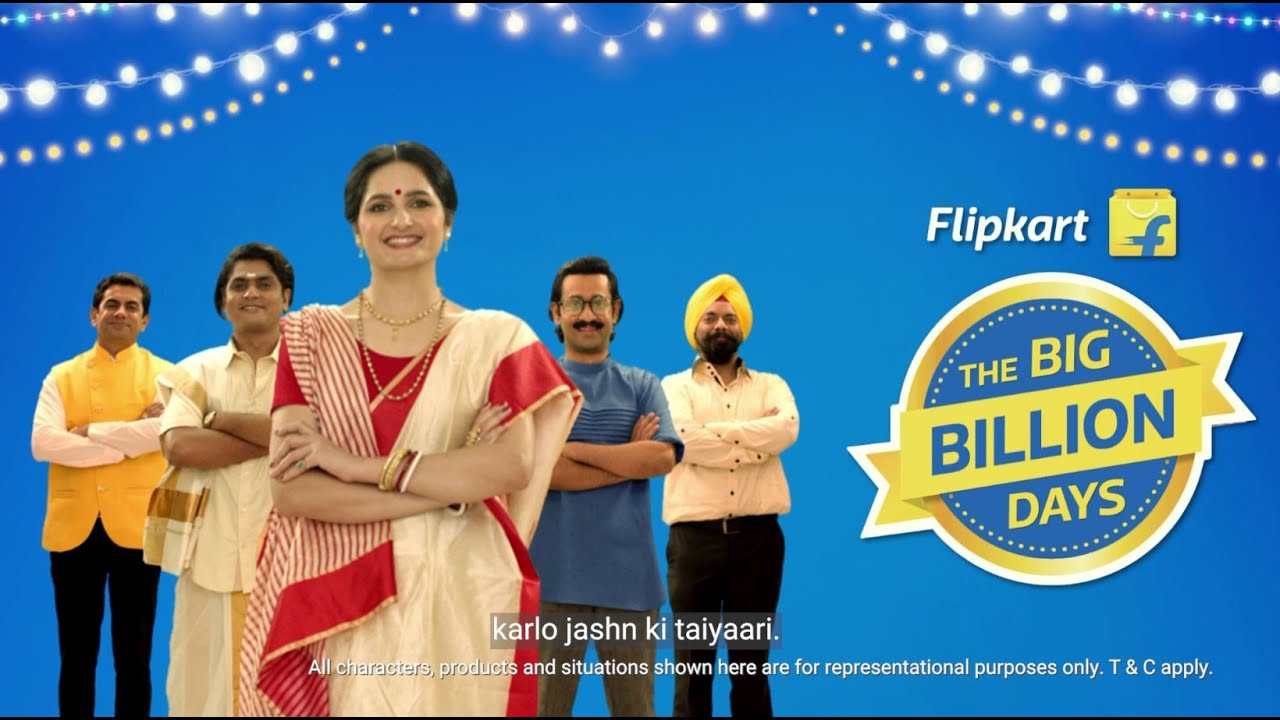 Flipkart
THE BIG
BILLION
DAYS
karlo jashn ki taiyaari.
All characters, products and situations shown here are for representational purposes only. T & C apply.